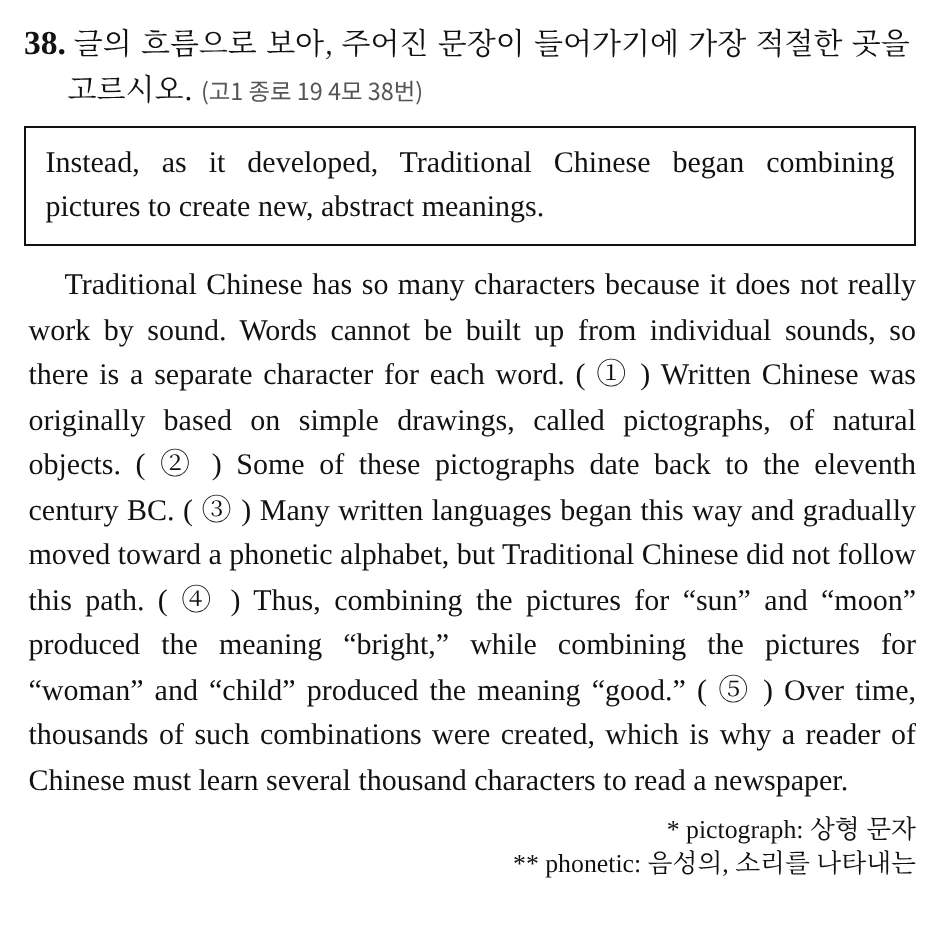 38. 글의 흐름으로 보아, 주어진 문장이 들어가기에 가장 적절한 곳을
고르시오. (고1 종로 19 4모 38번)
Instead, as it developed, Traditional Chinese began combining
pictures to create new, abstract meanings.
Traditional Chinese has so many characters because it does not really
work by sound. Words cannot be built up from individual sounds, so
there is a separate character for each word. ( ① ) Written Chinese was
originally based on simple drawings, called pictographs, of natural
objects. ( ② ) Some of these pictographs date back to the eleventh
century BC. ( ③ ) Many written languages began this way and gradually
moved toward a phonetic alphabet, but Traditional Chinese did not follow
this path. ( ④ ) Thus, combining the pictures for “sun” and “moon”
produced the meaning “bright,” while combining the pictures for
“woman” and “child” produced the meaning “good.” ( ⑤ ) Over time,
thousands of such combinations were created, which is why a reader of
Chinese must learn several thousand characters to read a newspaper.
* pictograph: 상형 문자
** phonetic: 음성의, 소리를 나타내는